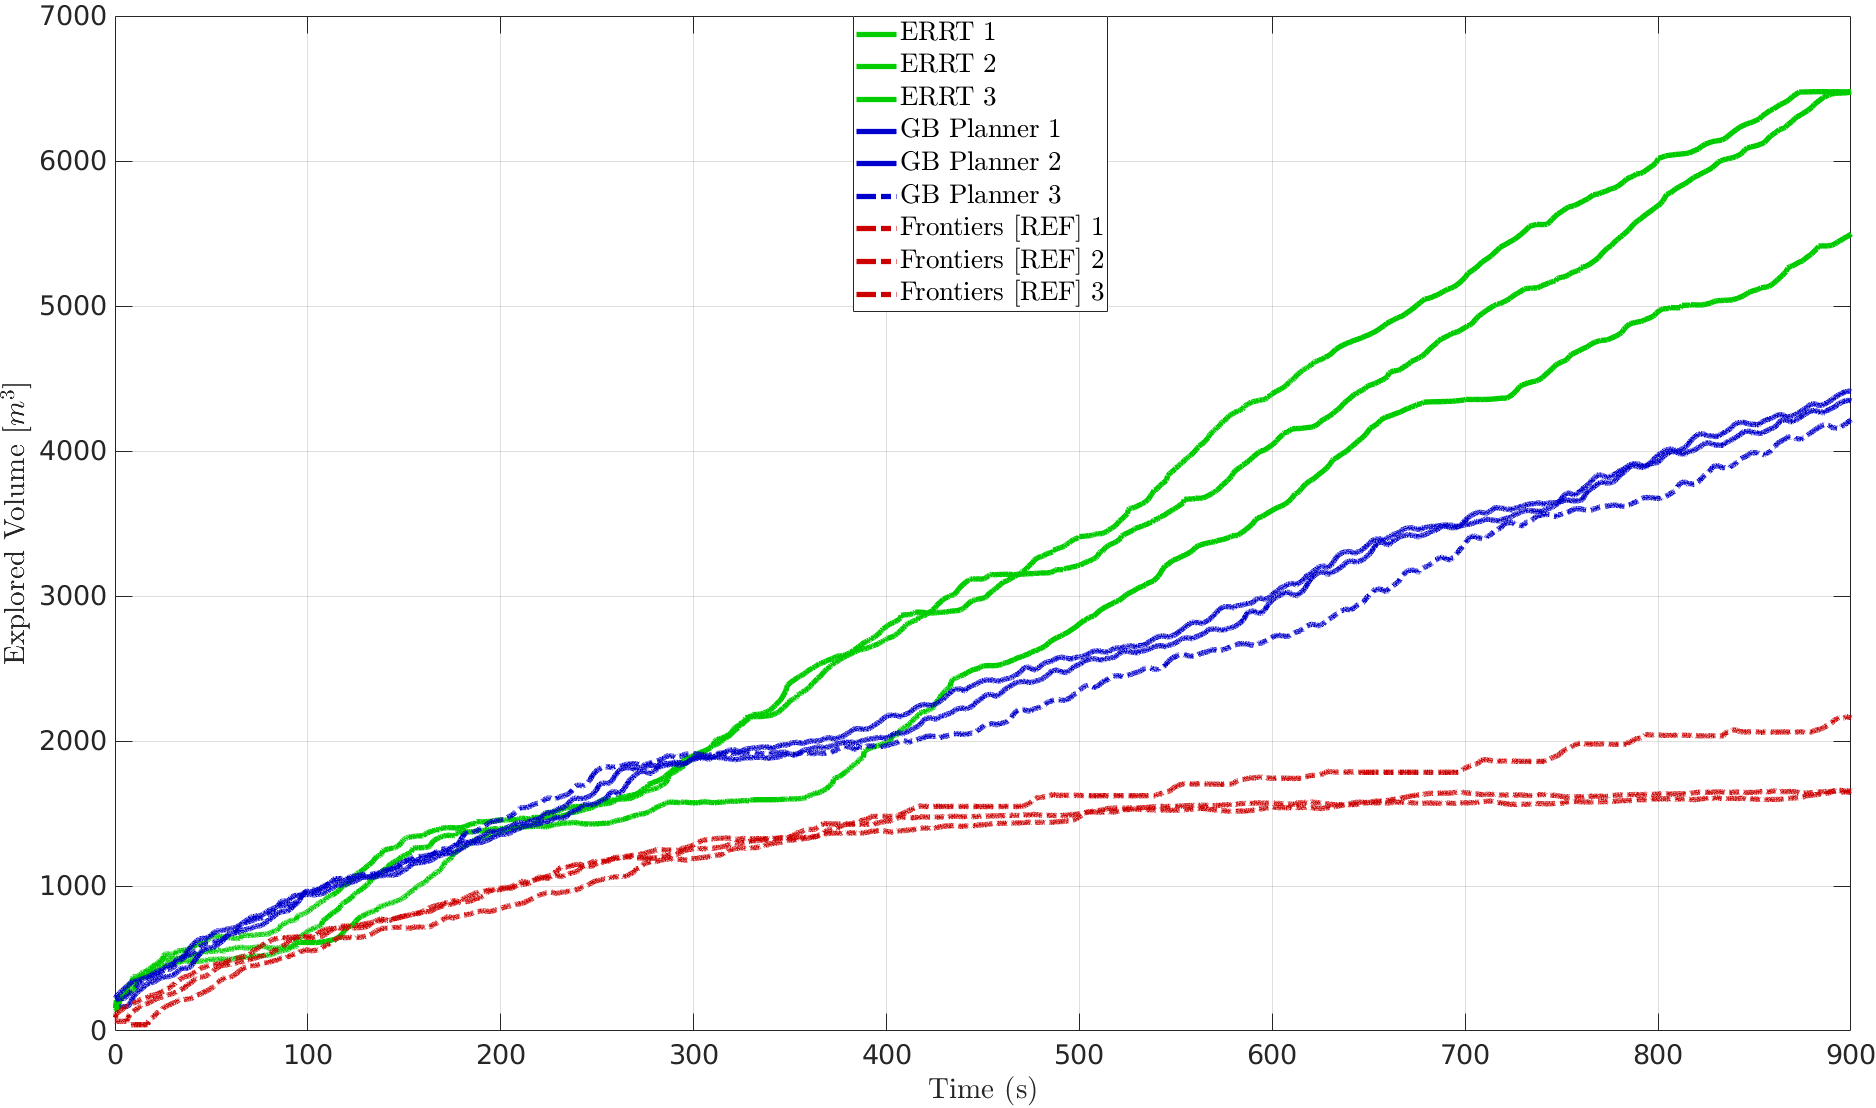 7000
6000
5000
4000
3000
2000
1000
0
Explored Volume [m³]
ERRT 1
ERRT 2
ERRT 3
GB Planner 1
GB Planner 2
GB Planner 3
Frontiers [REF] 1
Frontiers [REF] 2
Frontiers [REF] 3
0 100 200 300 400 500 600 700 800 900
Time (s)